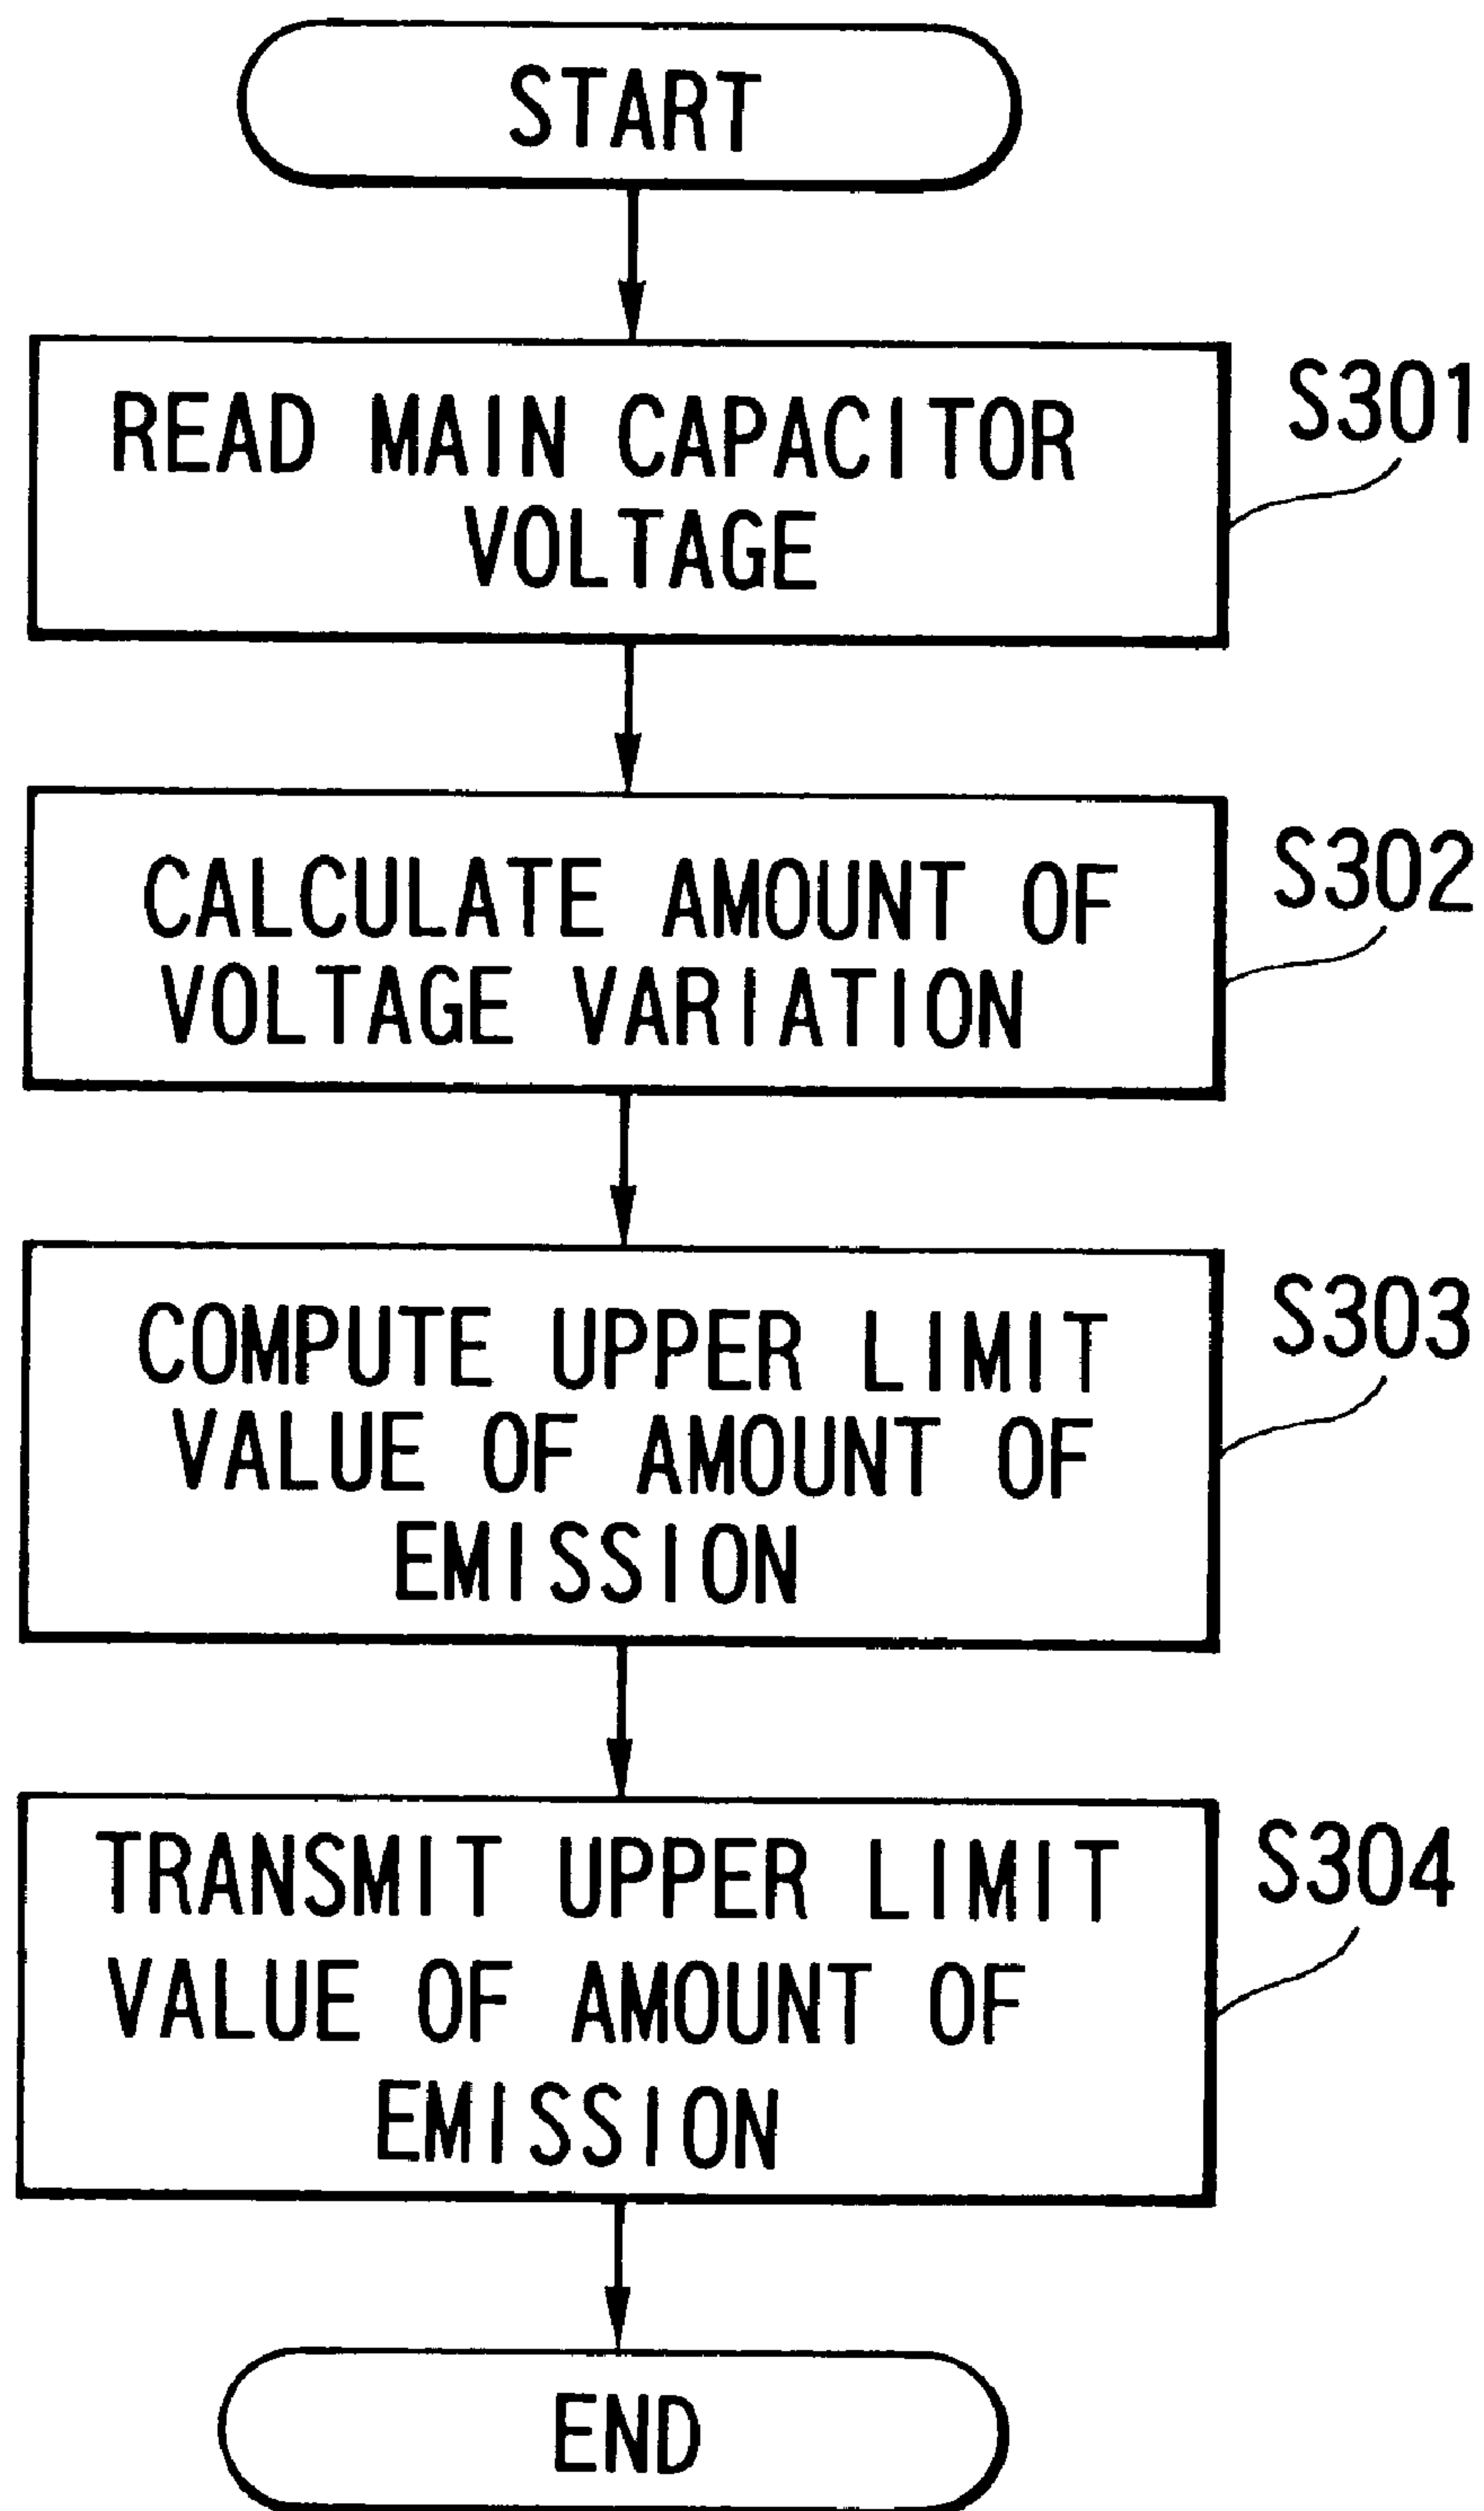 START
READ MAIN CAPACITOR
VOLTAGE
S301
CALCULATE AMOUNT OF
VOLTAGE VARIATION
S302
COMPUTE UPPER LIMIT
VALUE OF AMOUNT OF
EMISSION
S303
TRANSMIT UPPER LIMIT
VALUE OF AMOUNT OF
EMISSION
S304
END